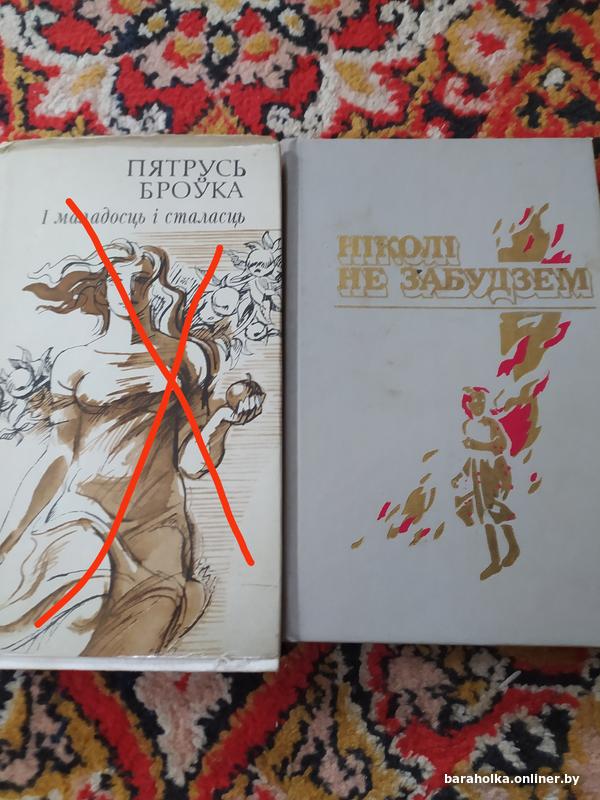 ПЯТРУСЬ
БРОЎКА
І маладосць і сталасць
НІКОЛІ
НЕ ЗАБУДЗЕМ
baraholka.onliner.by